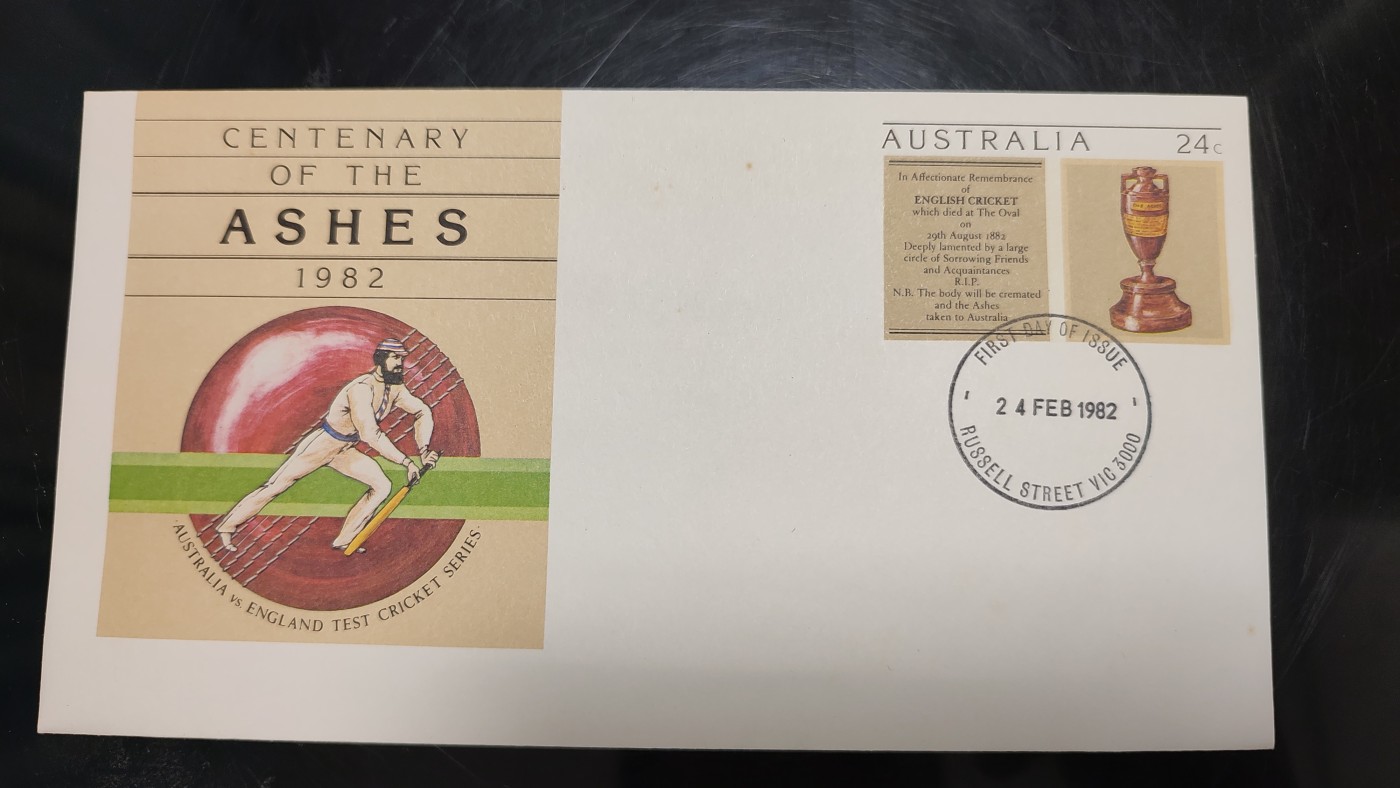 CENTENARY
OF THE
ASHES
1982
AUSTRALIA vs. ENGLAND TEST CRICKET SERIES
AUSTRALIA 24c
In Affectionate Remembrance
of
ENGLISH CRICKET
which died at The Oval
on
29th August 1882
Deeply lamented by a large
circle of Sorrowing Friends
and Acquaintances
R.I.P.
N.B. The body will be cremated
and the Ashes
taken to Australia
FIRST DAY OF ISSUE
24 FEB 1982
RUSSELL STREET VIC 3000